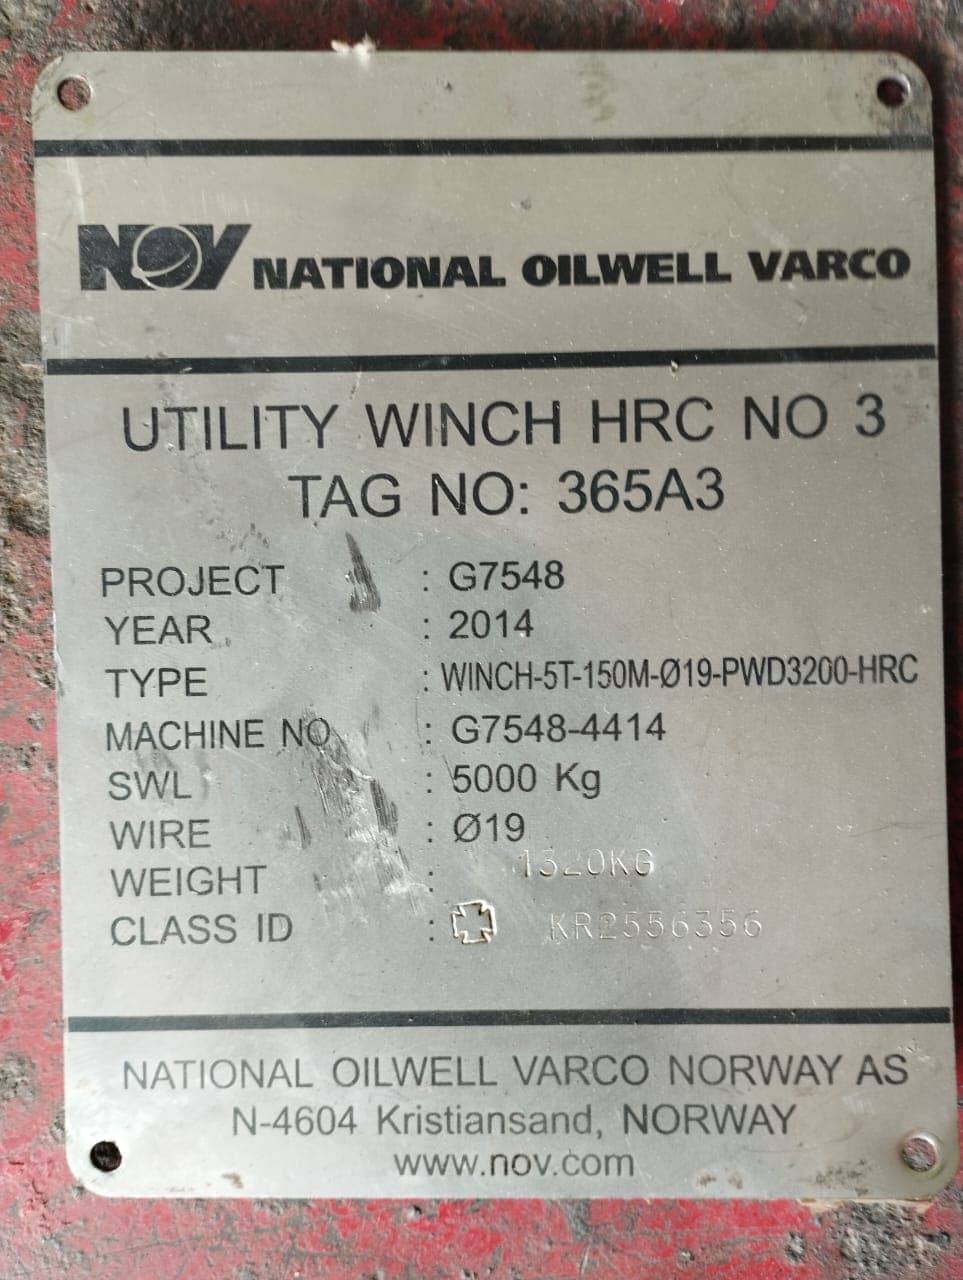 NOV NATIONAL OILWELL VARCO
UTILITY WINCH HRC NO 3
TAG NO: 365A3
PROJECT : G7548
YEAR : 2014
TYPE : WINCH-5T-150M-Ø19-PWD3200-HRC
MACHINE NO : G7548-4414
SWL : 5000 Kg
WIRE : Ø19
WEIGHT : 1320KG
CLASS ID : KR2556356
NATIONAL OILWELL VARCO NORWAY AS
N-4604 Kristiansand, NORWAY
www.nov.com